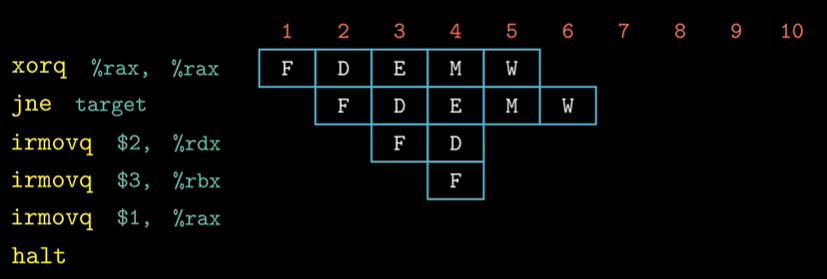 1 2 3 4 5 6 7 8 9 10
xorq %rax, %rax F D E M W
jne target F D E M W
irmovq $2, %rdx F D
irmovq $3, %rbx F
irmovq $1, %rax
halt